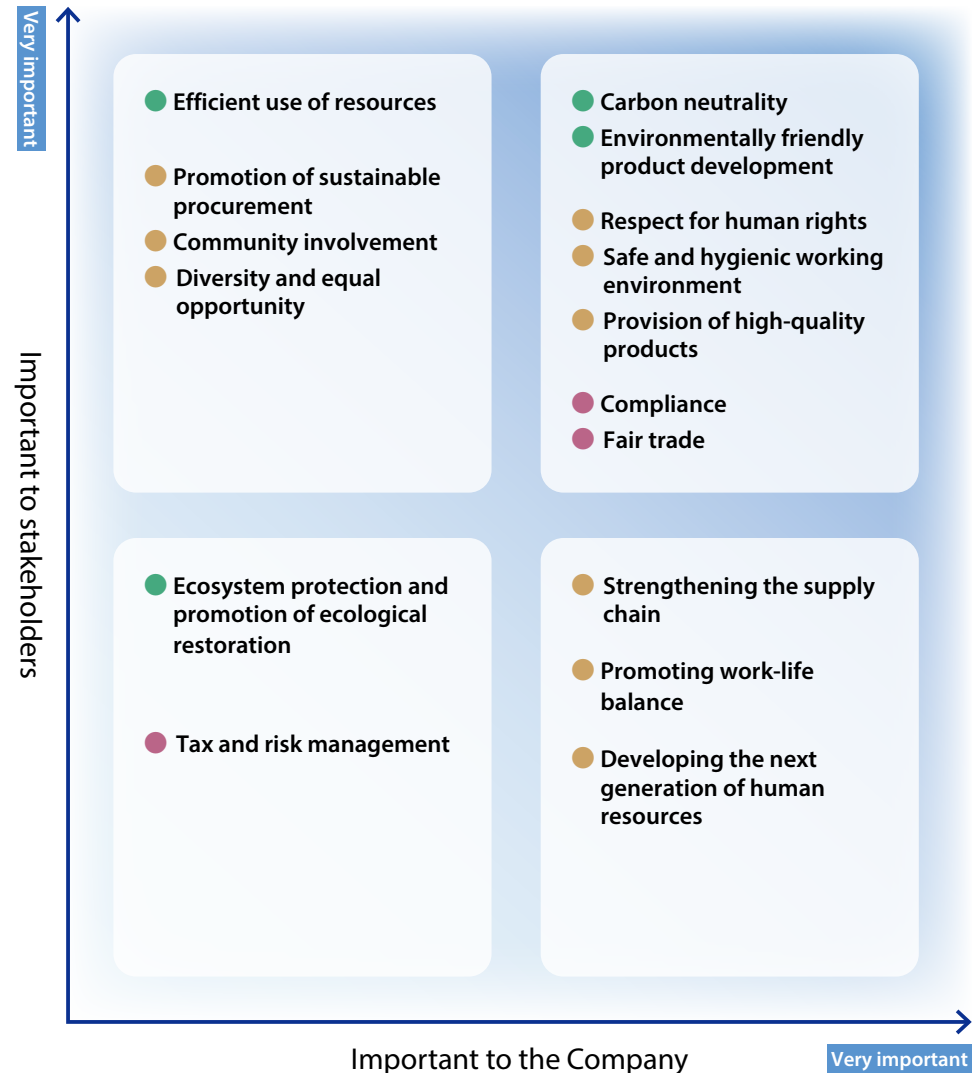 Very important
Important to stakeholders
Efficient use of resources
Promotion of sustainable
procurement
Community involvement
Diversity and equal
opportunity
Carbon neutrality
Environmentally friendly
product development
Respect for human rights
Safe and hygienic working
environment
Provision of high-quality
products
Compliance
Fair trade
Ecosystem protection and
promotion of ecological
restoration
Tax and risk management
Strengthening the supply
chain
Promoting work-life
balance
Developing the next
generation of human
resources
Important to the Company
Very important